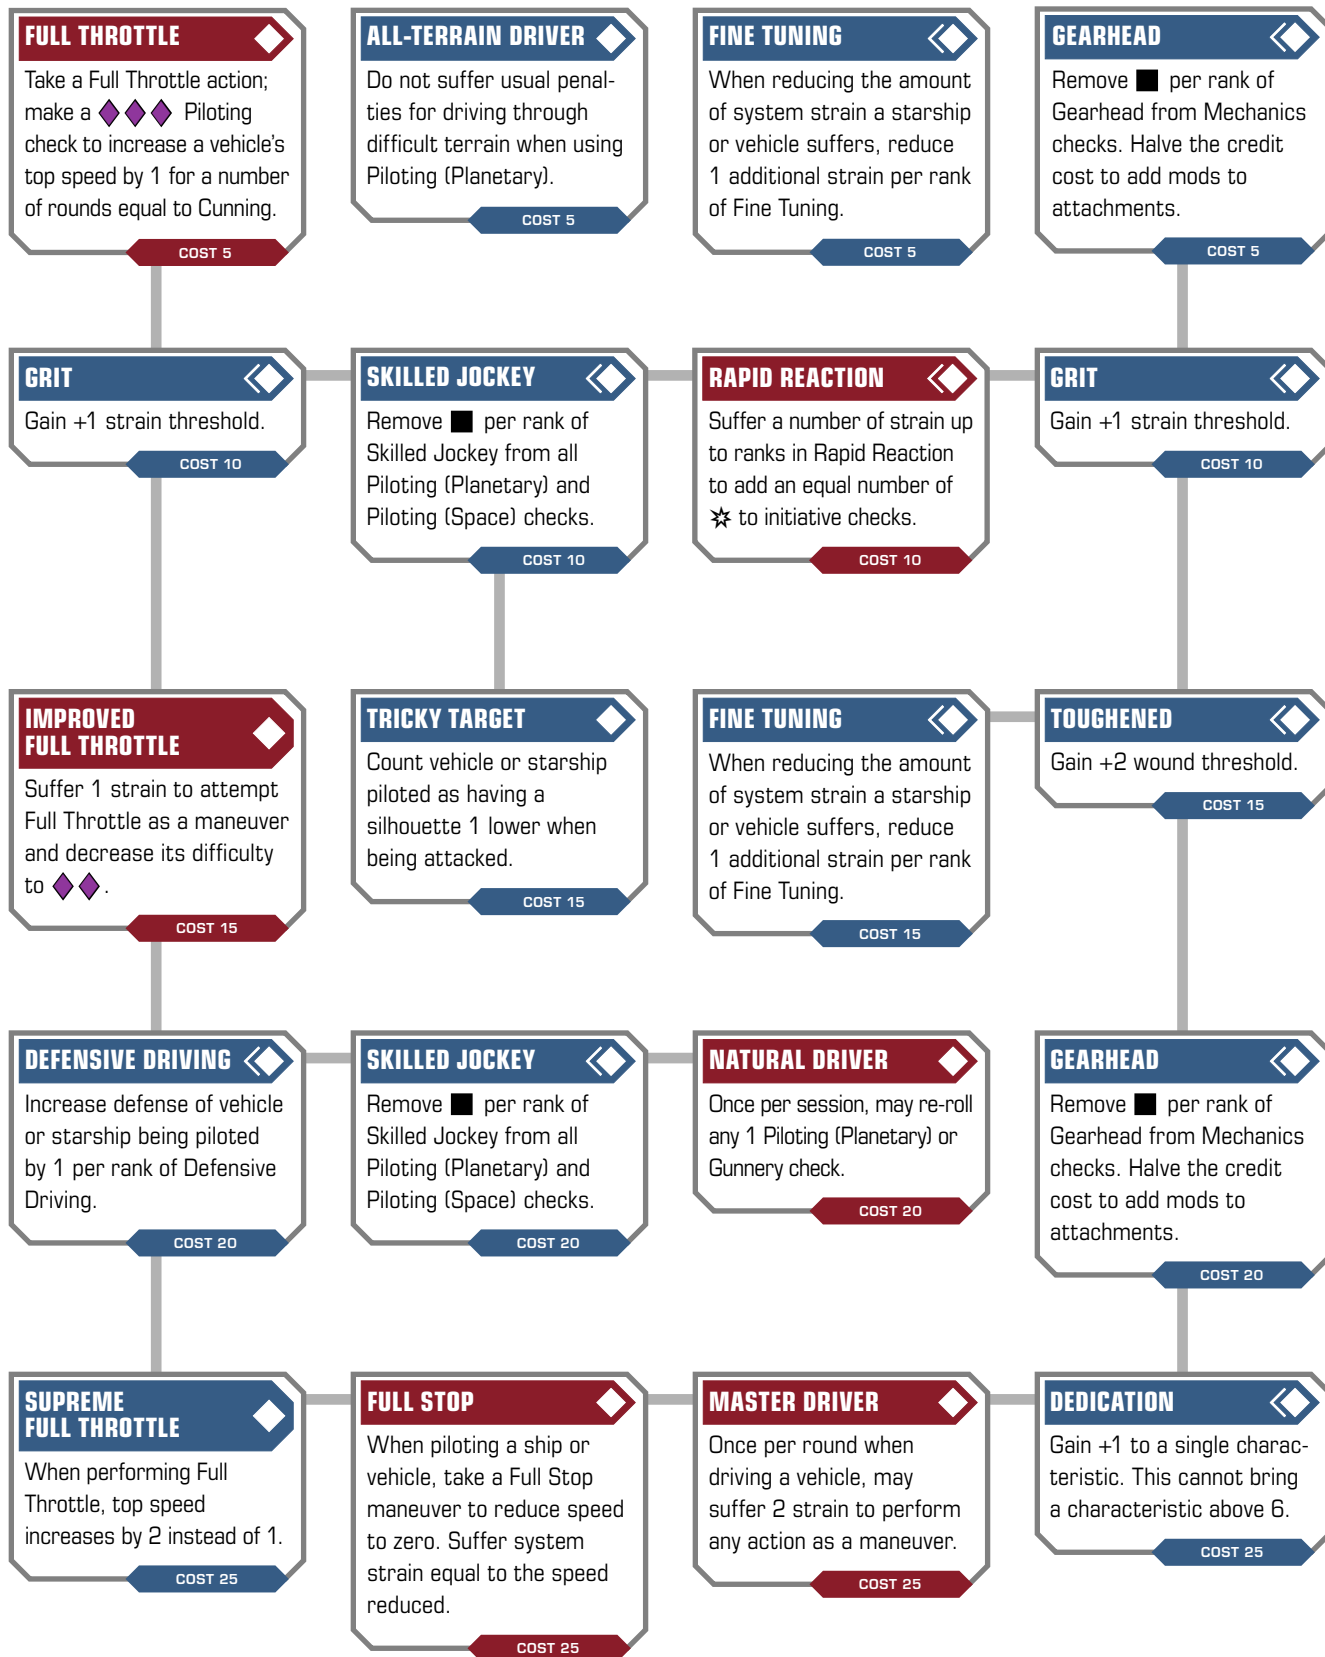 FULL THROTTLE
Take a Full Throttle action;
make a Piloting
check to increase a vehicle's
top speed by 1 for a number
of rounds equal to Cunning.
COST 5
ALL-TERRAIN DRIVER
Do not suffer usual penal-
ties for driving through
difficult terrain when using
Piloting (Planetary).
COST 5
FINE TUNING
When reducing the amount
of system strain a starship
or vehicle suffers, reduce
1 additional strain per rank
of Fine Tuning.
COST 5
GEARHEAD
Remove per rank of
Gearhead from Mechanics
checks. Halve the credit
cost to add mods to
attachments.
COST 5
GRIT
Gain +1 strain threshold.
COST 10
SKILLED JOCKEY
Remove per rank of
Skilled Jockey from all
Piloting (Planetary) and
Piloting (Space) checks.
COST 10
RAPID REACTION
Suffer a number of strain up
to ranks in Rapid Reaction
to add an equal number of
to initiative checks.
COST 10
GRIT
Gain +1 strain threshold.
COST 10
IMPROVED
FULL THROTTLE
Suffer 1 strain to attempt
Full Throttle as a maneuver
and decrease its difficulty
to .
COST 15
TRICKY TARGET
Count vehicle or starship
piloted as having a
silhouette 1 lower when
being attacked.
COST 15
FINE TUNING
When reducing the amount
of system strain a starship
or vehicle suffers, reduce
1 additional strain per rank
of Fine Tuning.
COST 15
TOUGHENED
Gain +2 wound threshold.
COST 15
DEFENSIVE DRIVING
Increase defense of vehicle
or starship being piloted
by 1 per rank of Defensive
Driving.
COST 20
SKILLED JOCKEY
Remove per rank of
Skilled Jockey from all
Piloting (Planetary) and
Piloting (Space) checks.
COST 20
NATURAL DRIVER
Once per session, may re-roll
any 1 Piloting (Planetary) or
Gunnery check.
COST 20
GEARHEAD
Remove per rank of
Gearhead from Mechanics
checks. Halve the credit
cost to add mods to
attachments.
COST 20
SUPREME
FULL THROTTLE
When performing Full
Throttle, top speed
increases by 2 instead of 1.
COST 25
FULL STOP
When piloting a ship or
vehicle, take a Full Stop
maneuver to reduce speed
to zero. Suffer system
strain equal to the speed
reduced.
COST 25
MASTER DRIVER
Once per round when
driving a vehicle, may
suffer 2 strain to perform
any action as a maneuver.
COST 25
DEDICATION
Gain +1 to a single charac-
teristic. This cannot bring
a characteristic above 6.
COST 25